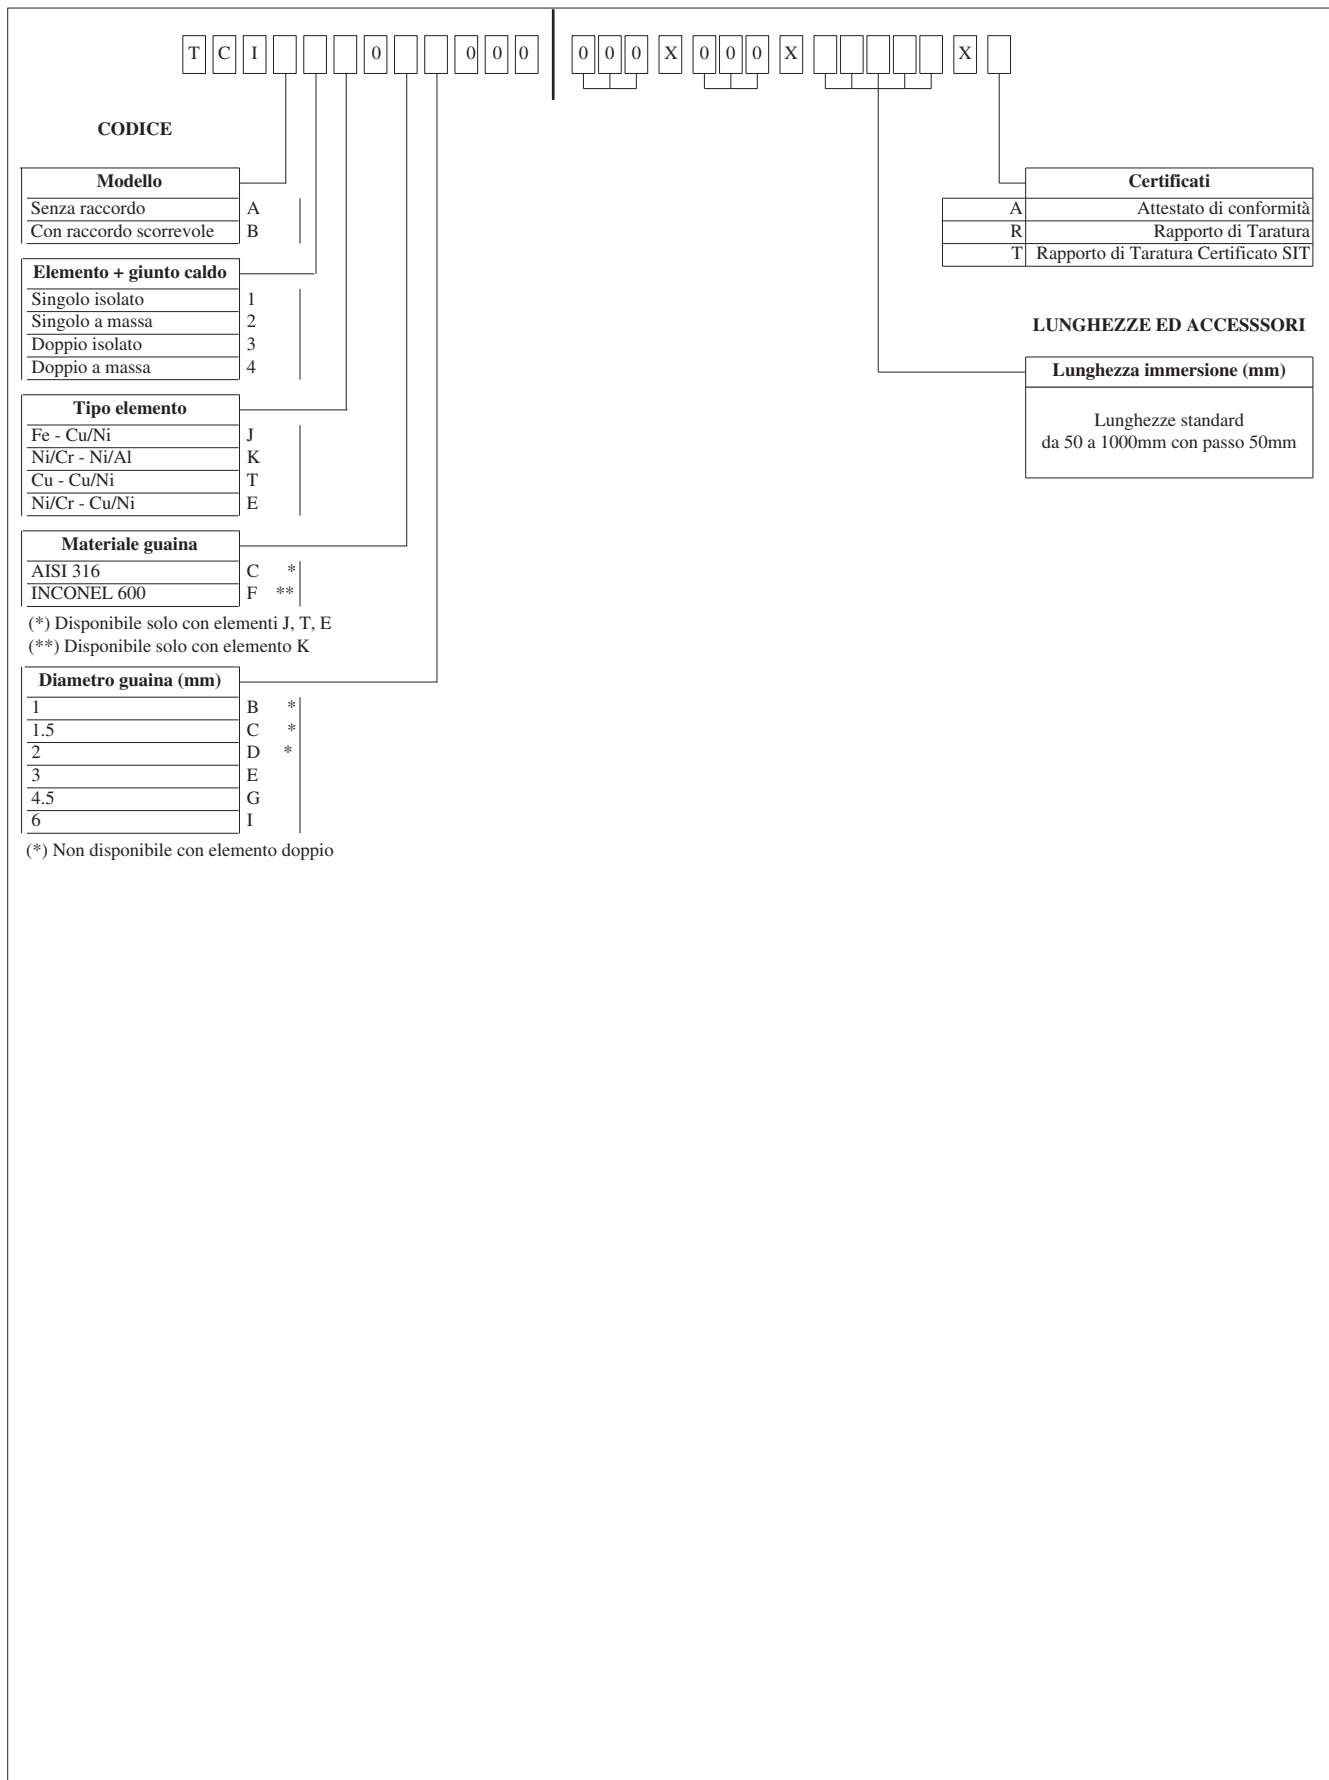 T C I 0 0 0 0 0 0 0 X 0 0 0 X X
CODICE
Modello
Senza raccordo A
Con raccordo scorrevole B
Elemento + giunto caldo
Singolo isolato 1
Singolo a massa 2
Doppio isolato 3
Doppio a massa 4
Tipo elemento
Fe - Cu/Ni J
Ni/Cr - Ni/Al K
Cu - Cu/Ni T
Ni/Cr - Cu/Ni E
Materiale guaina
AISI 316 C *
INCONEL 600 F **
(*) Disponibile solo con elementi J, T, E
(**) Disponibile solo con elemento K
Diametro guaina (mm)
1 B *
1.5 C *
2 D *
3 E
4.5 G
6 I
(*) Non disponibile con elemento doppio
Certificati
A Attestato di conformità
R Rapporto di Taratura
T Rapporto di Taratura Certificato SIT
LUNGHEZZE ED ACCESSSORI
Lunghezza immersione (mm)
Lunghezze standard
da 50 a 1000mm con passo 50mm